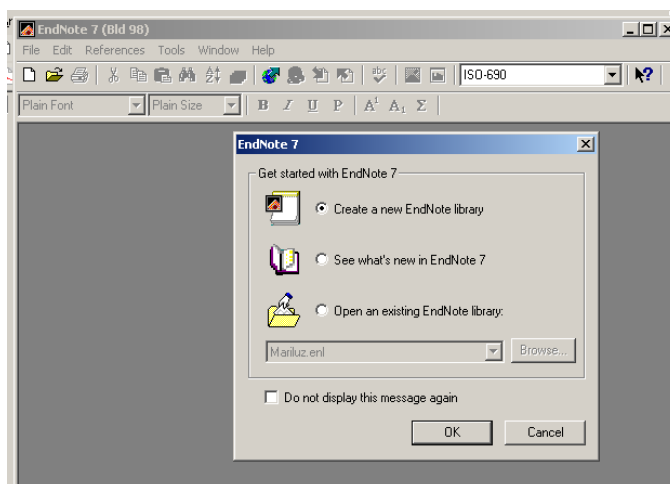 EndNote 7 (Bld 98)
File Edit References Tools Window Help
ISO-690
Plain Font Plain Size B I U P A¹ A₁ Σ
EndNote 7
Get started with EndNote 7
Create a new EndNote library
See what's new in EndNote 7
Open an existing EndNote library:
Mariluz.enl Browse...
Do not display this message again
OK Cancel